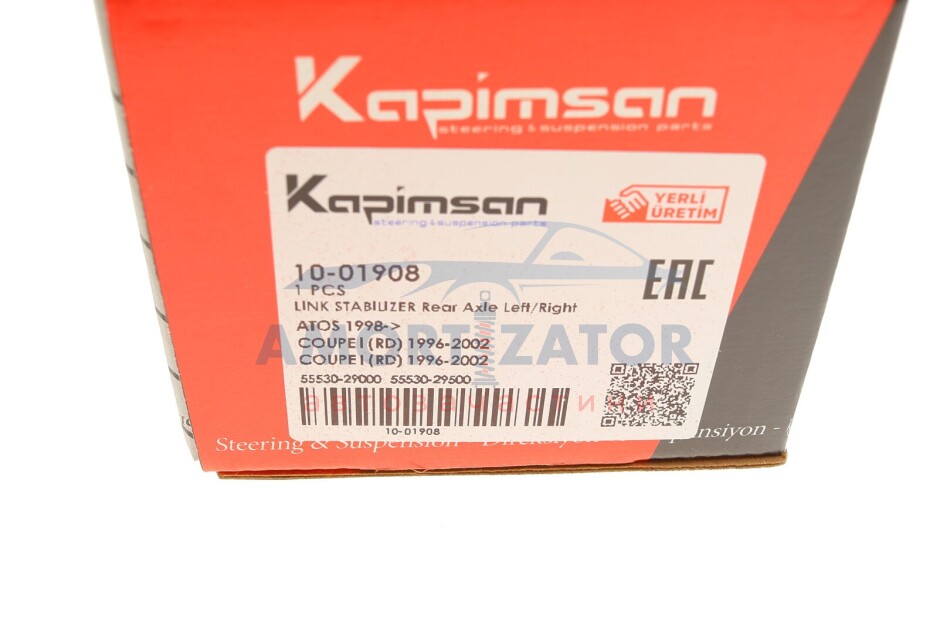 Kapimsan
steering & suspension parts
Kapimsan
steering & suspension parts
YERLİ
ÜRETİM
10-01908
1 PCS
EAC
LINK STABILIZER Rear Axle Left/Right
ATOS 1998->
AMORTIZATOR
COUPE I (RD) 1996-2002
COUPE I (RD) 1996-2002
55530-29000 55530-29500
автозапчастини
10-01908
Steering & Suspension - Direksiyon